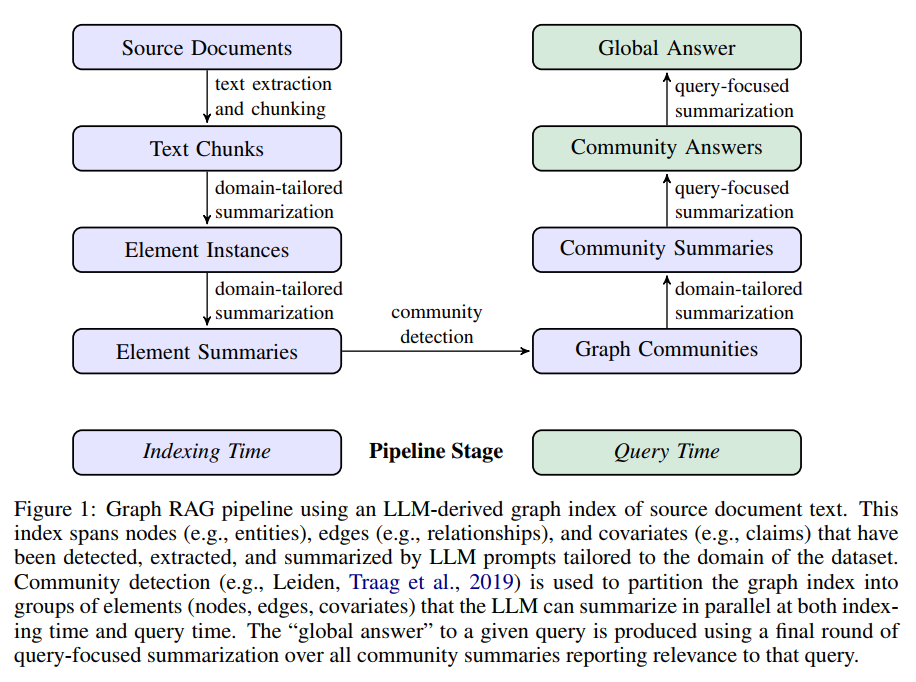 Source Documents
text extraction
and chunking
Text Chunks
domain-tailored
summarization
Element Instances
domain-tailored
summarization
Element Summaries
community
detection
Global Answer
query-focused
summarization
Community Answers
query-focused
summarization
Community Summaries
domain-tailored
summarization
Graph Communities
Indexing Time
Pipeline Stage
Query Time
Figure 1: Graph RAG pipeline using an LLM-derived graph index of source document text. This
index spans nodes (e.g., entities), edges (e.g., relationships), and covariates (e.g., claims) that have
been detected, extracted, and summarized by LLM prompts tailored to the domain of the dataset.
Community detection (e.g., Leiden, Traag et al., 2019) is used to partition the graph index into
groups of elements (nodes, edges, covariates) that the LLM can summarize in parallel at both index-
ing time and query time. The “global answer” to a given query is produced using a final round of
query-focused summarization over all community summaries reporting relevance to that query.